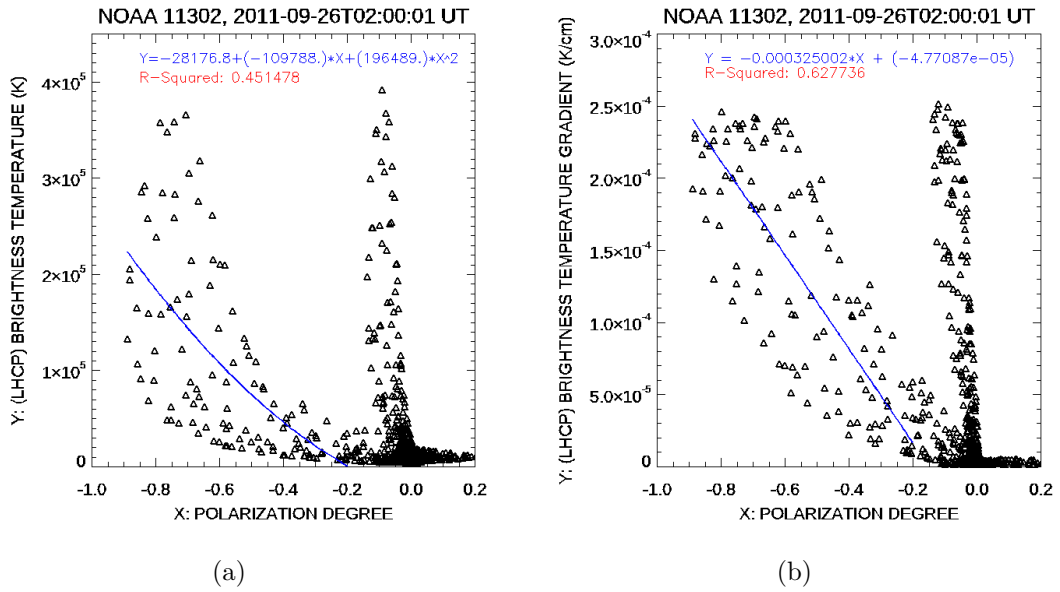 NOAA 11302, 2011-09-26T02:00:01 UT
Y=-28176.8+(-109788.)*X+(196489.)*X^2
R-Squared: 0.451478
Y: (LHCP) BRIGHTNESS TEMPERATURE (K)
4×10^5
3×10^5
2×10^5
1×10^5
0
-1.0 -0.8 -0.6 -0.4 -0.2 0.0 0.2
X: POLARIZATION DEGREE
(a)
NOAA 11302, 2011-09-26T02:00:01 UT
Y = -0.000325002*X + (-4.77087e-05)
R-Squared: 0.627736
Y: (LHCP) BRIGHTNESS TEMPERATURE GRADIENT (K/cm)
3.0×10^-4
2.5×10^-4
2.0×10^-4
1.5×10^-4
1.0×10^-4
5.0×10^-5
0
-1.0 -0.8 -0.6 -0.4 -0.2 0.0 0.2
X: POLARIZATION DEGREE
(b)